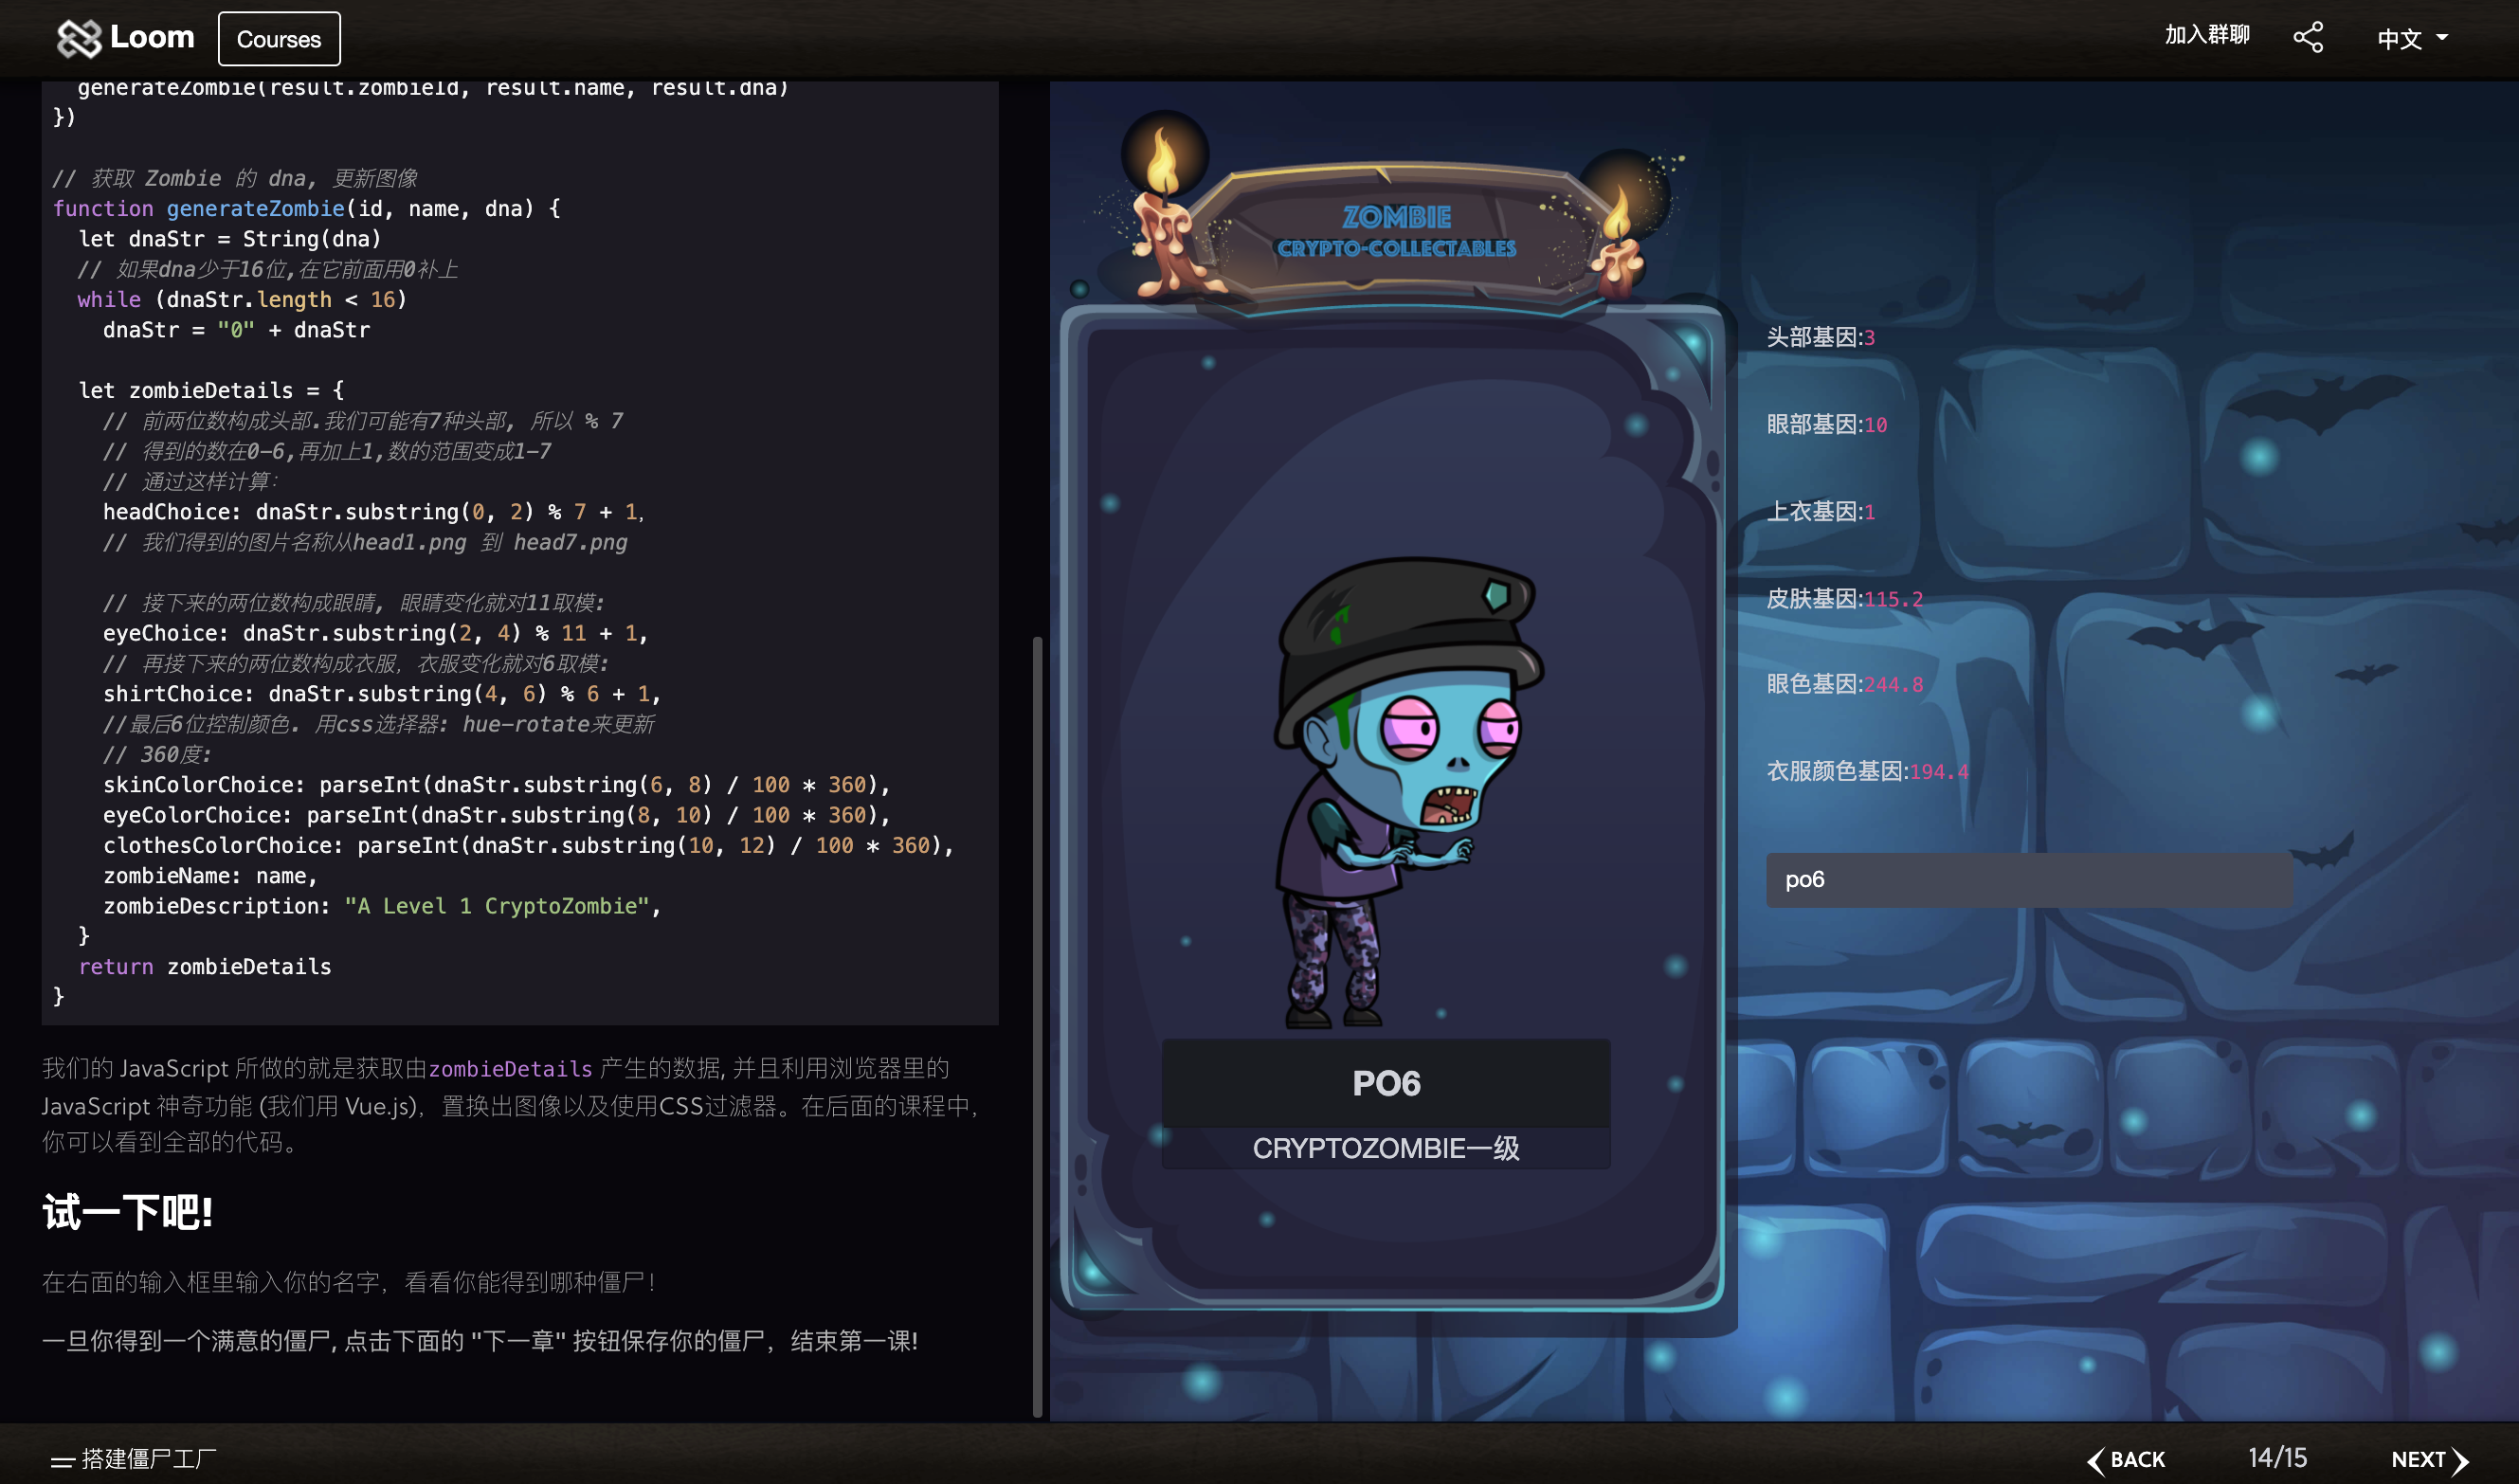 Loom
Courses
加入群聊
中文
generateZombie(result.zombieId, result.name, result.dna)
})
// 获取 Zombie 的 dna, 更新图像
function generateZombie(id, name, dna) {
let dnaStr = String(dna)
// 如果dna少于16位,在它前面用0补上
while (dnaStr.length < 16)
dnaStr = "0" + dnaStr
let zombieDetails = {
// 前两位数构成头部.我们可能有7种头部, 所以 % 7
// 得到的数在0-6,再加上1,数的范围变成1-7
// 通过这样计算：
headChoice: dnaStr.substring(0, 2) % 7 + 1，
// 我们得到的图片名称从head1.png 到 head7.png
// 接下来的两位数构成眼睛, 眼睛变化就对11取模:
eyeChoice: dnaStr.substring(2, 4) % 11 + 1,
// 再接下来的两位数构成衣服，衣服变化就对6取模:
shirtChoice: dnaStr.substring(4, 6) % 6 + 1,
//最后6位控制颜色. 用css选择器: hue-rotate来更新
// 360度:
skinColorChoice: parseInt(dnaStr.substring(6, 8) / 100 * 360),
eyeColorChoice: parseInt(dnaStr.substring(8, 10) / 100 * 360),
clothesColorChoice: parseInt(dnaStr.substring(10, 12) / 100 * 360),
zombieName: name,
zombieDescription: "A Level 1 CryptoZombie",
}
return zombieDetails
}
我们的 JavaScript 所做的就是获取由zombieDetails 产生的数据, 并且利用浏览器里的
JavaScript 神奇功能 (我们用 Vue.js)，置换出图像以及使用CSS过滤器。在后面的课程中，
你可以看到全部的代码。
试一下吧!
在右面的输入框里输入你的名字，看看你能得到哪种僵尸！
一旦你得到一个满意的僵尸, 点击下面的 "下一章" 按钮保存你的僵尸，结束第一课!
ZOMBIE
CRYPTO-COLLECTABLES
PO6
CRYPTOZOMBIE一级
头部基因:3
眼部基因:10
上衣基因:1
皮肤基因:115.2
眼色基因:244.8
衣服颜色基因:194.4
po6
搭建僵尸工厂
BACK
14/15
NEXT